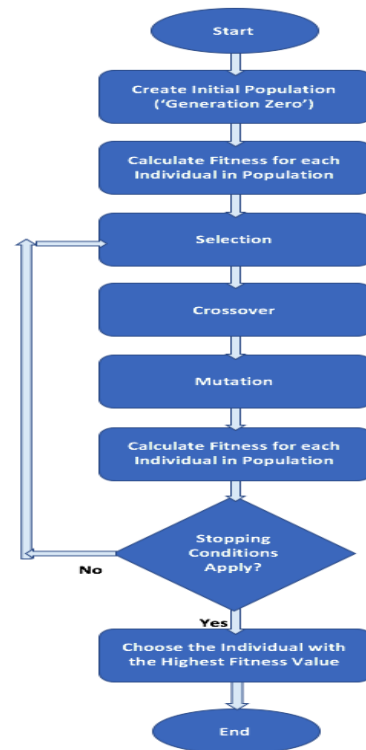 Start
Create Initial Population
('Generation Zero')
Calculate Fitness for each
Individual in Population
Selection
Crossover
Mutation
Calculate Fitness for each
Individual in Population
Stopping
Conditions
Apply?
No
Yes
Choose the Individual with
the Highest Fitness Value
End